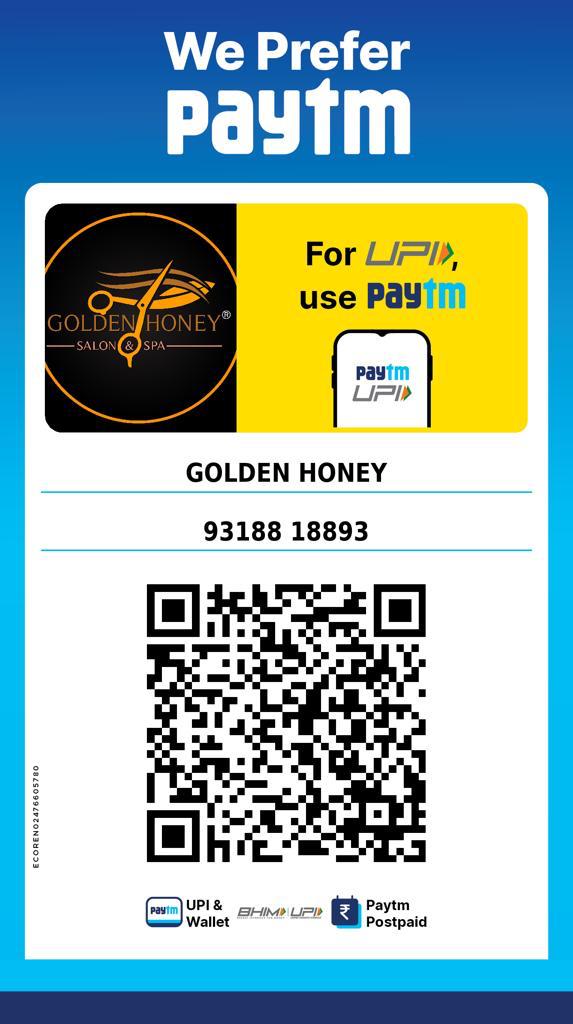 We Prefer
paytm
GOLDEN HONEY®
SALON & SPA
For UPI,
use paytm
paytm
UPI
GOLDEN HONEY
93188 18893
ECOREN02476605780
paytm
UPI &
Wallet
BHIM UPI
₹
Paytm
Postpaid